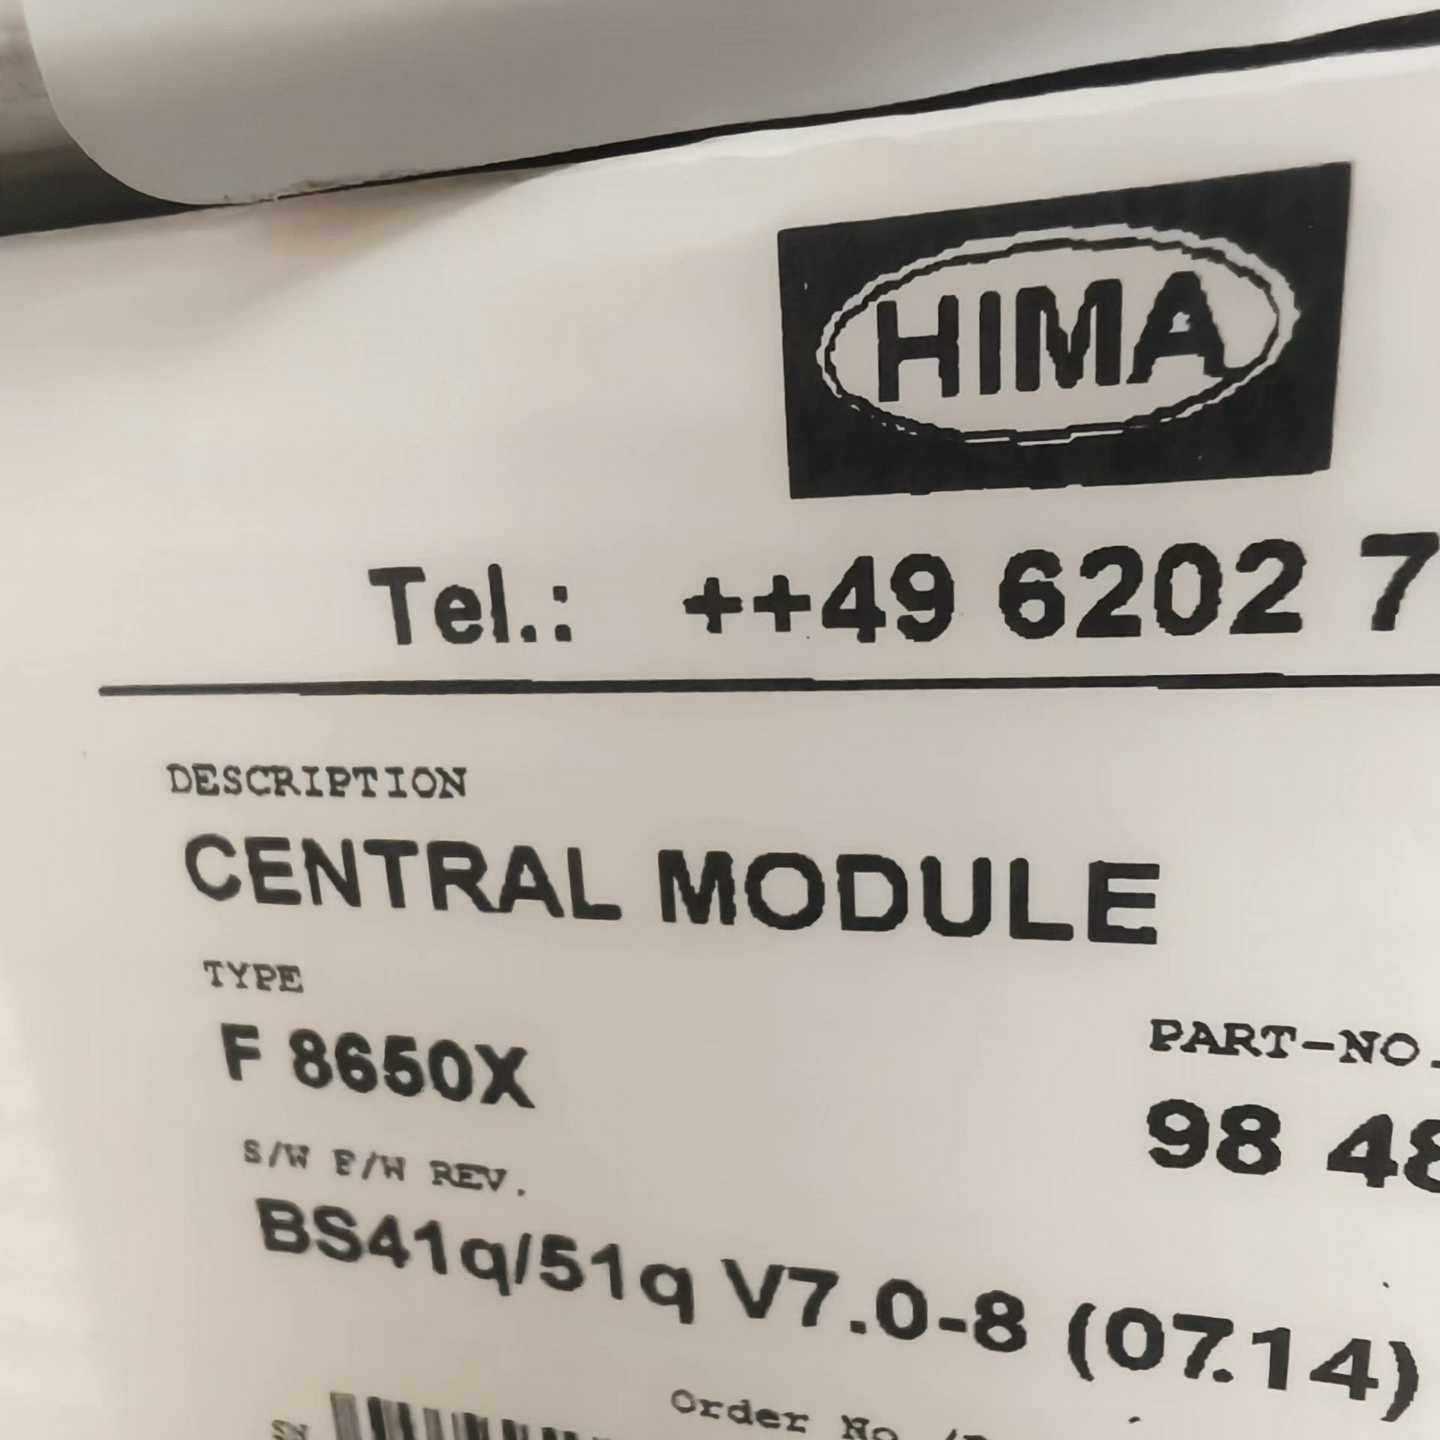 HIMA
Tel.: ++49 6202 7
DESCRIPTION
CENTRAL MODULE
TYPE
F 8650X
PART-NO.
98 48
S/W F/W REV.
BS41q/51q V7.0-8 (07.14)
Order No
SN